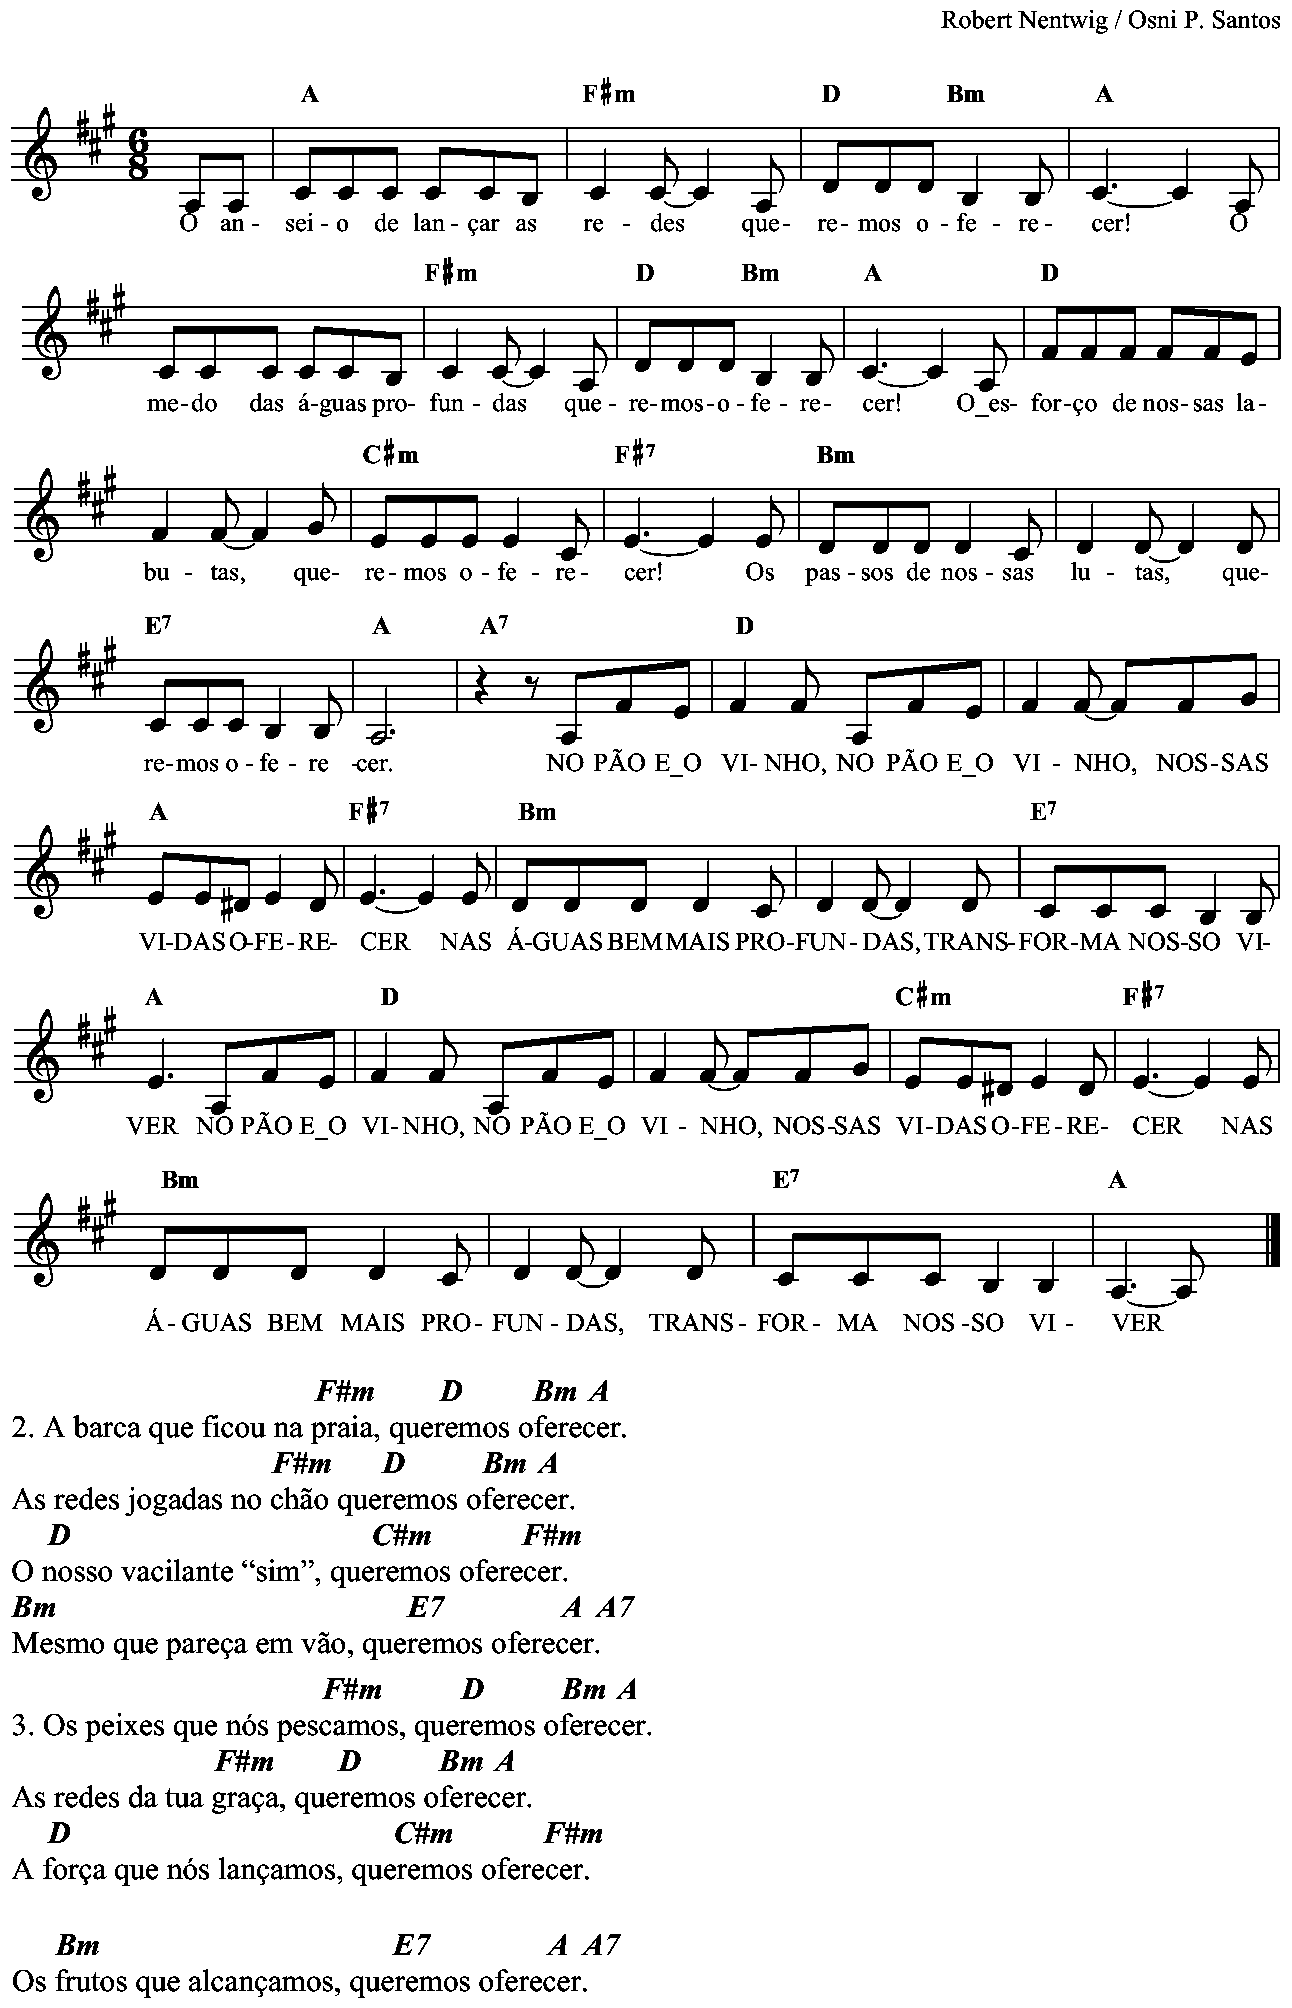 Robert Nentwig / Osni P. Santos
A F#m D Bm A
6
8
O an- sei - o de lan - çar as re - des que- re- mos o - fe - re - cer! O
F#m D Bm A D
me-do das á-guas pro- fun - das que - re-mos-o - fe - re - cer! O_es- for-ço de nos-sas la-
C#m F#7 Bm
bu - tas, que- re - mos o - fe - re- cer! Os pas - sos de nos - sas lu - tas, que-
E7 A A7 D
re-mos o - fe - re -cer. NO PÃO E_O VI- NHO, NO PÃO E_O VI - NHO, NOS-SAS
A F#7 Bm E7
VI-DAS O-FE-RE- CER NAS Á-GUAS BEM MAIS PRO-FUN-DAS, TRANS-FOR-MA NOS-SO VI-
A D C#m F#7
VER NO PÃO E_O VI-NHO, NO PÃO E_O VI - NHO, NOS-SAS VI-DAS O-FE-RE- CER NAS
Bm E7 A
Á - GUAS BEM MAIS PRO - FUN - DAS, TRANS - FOR - MA NOS -SO VI - VER
F#m D Bm A
2. A barca que ficou na praia, queremos oferecer.
F#m D Bm A
As redes jogadas no chão queremos oferecer.
D C#m F#m
O nosso vacilante “sim”, queremos oferecer.
Bm E7 A A7
Mesmo que pareça em vão, queremos oferecer.
F#m D Bm A
3. Os peixes que nós pescamos, queremos oferecer.
F#m D Bm A
As redes da tua graça, queremos oferecer.
D C#m F#m
A força que nós lançamos, queremos oferecer.
Bm E7 A A7
Os frutos que alcançamos, queremos oferecer.